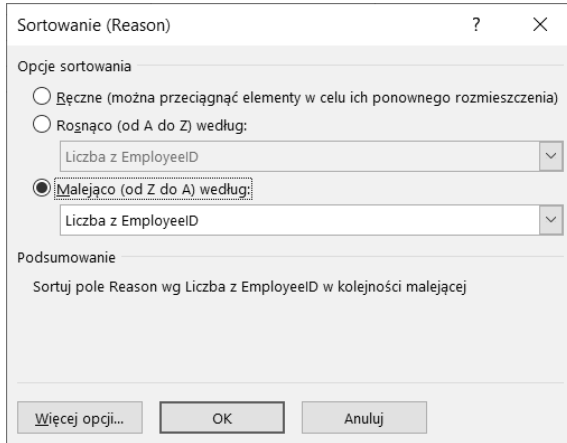 Sortowanie (Reason) ?
Opcje sortowania
Ręczne (można przeciągnąć elementy w celu ich ponownego rozmieszczenia)
Rosnąco (od A do Z) według:
Liczba z EmployeeID
Malejąco (od Z do A) według:
Liczba z EmployeeID
Podsumowanie
Sortuj pole Reason wg Liczba z EmployeeID w kolejności malejącej
Więcej opcji... OK Anuluj